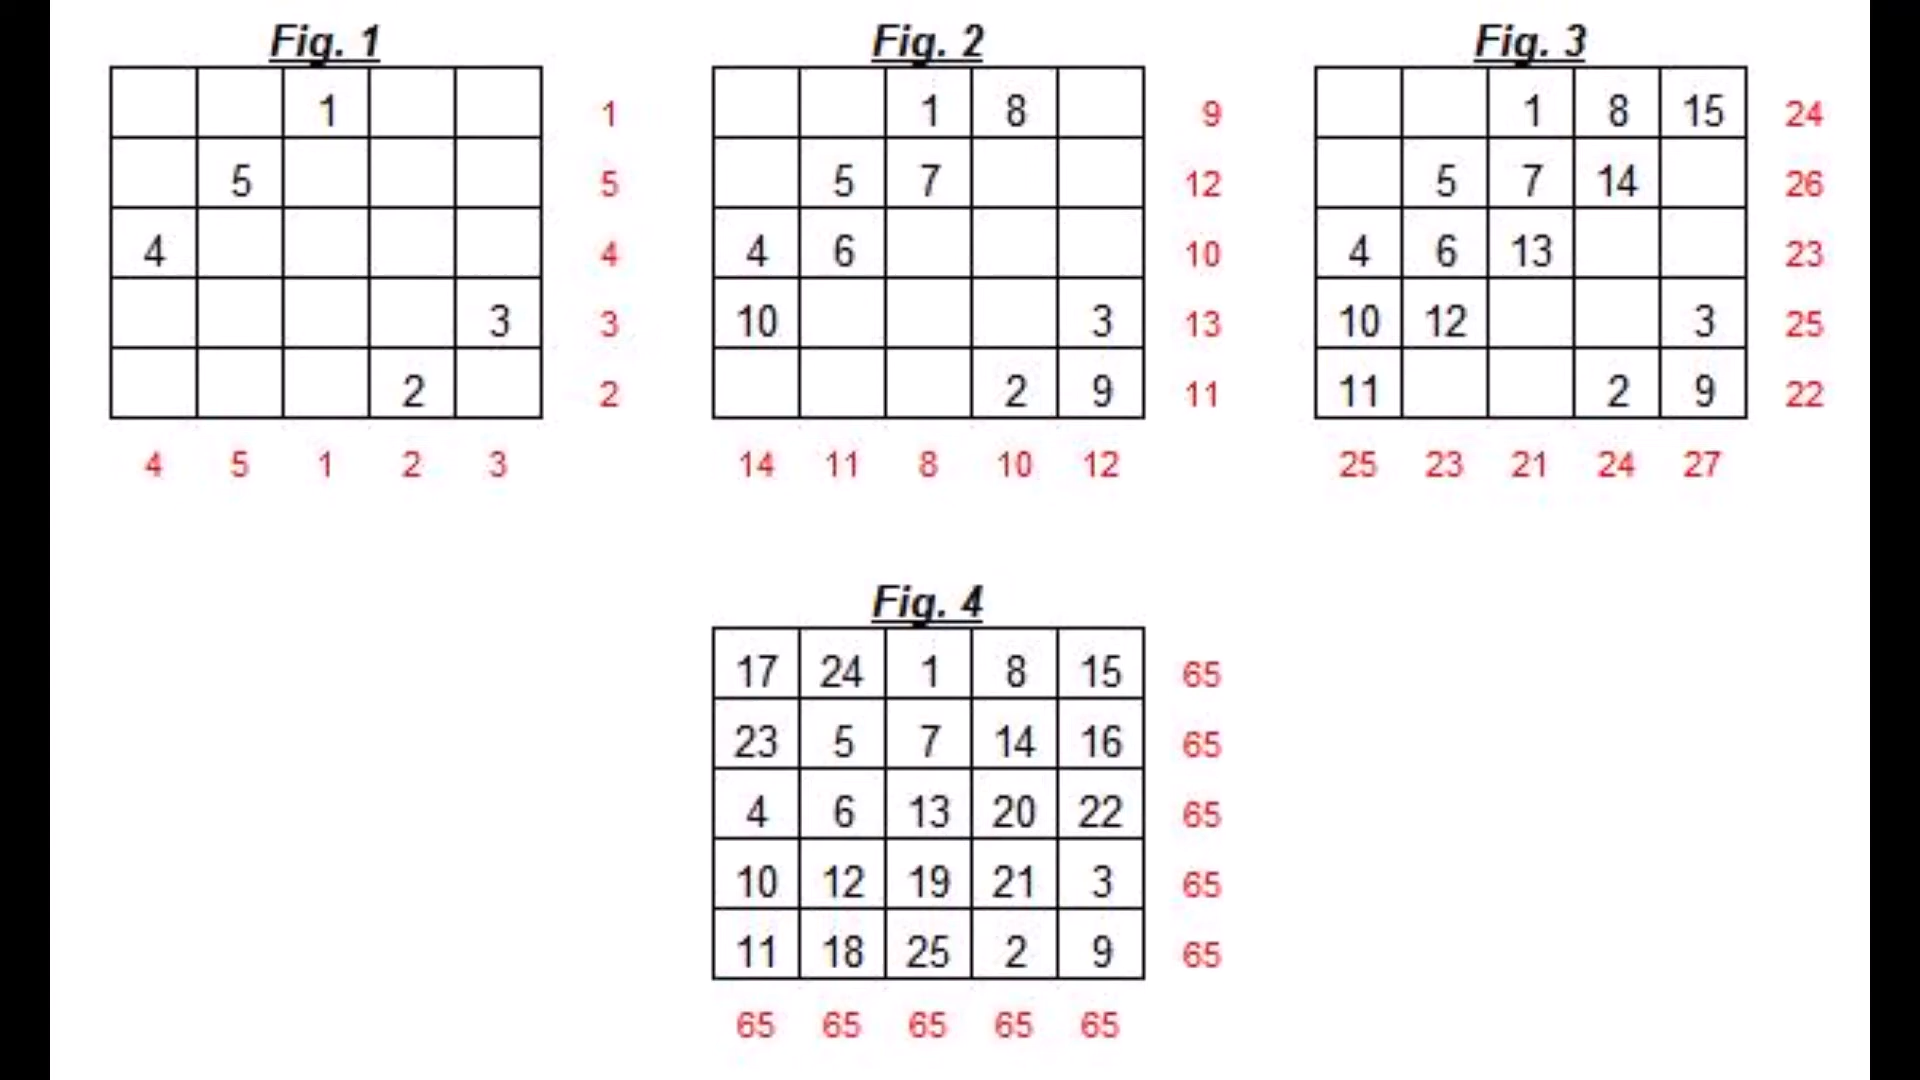 Fig. 1
1 1
5 5
4 4
3 3
2 2
4 5 1 2 3
Fig. 2
1 8 9
5 7 12
4 6 10
10 3 13
2 9 11
14 11 8 10 12
Fig. 3
1 8 15 24
5 7 14 26
4 6 13 23
10 12 3 25
11 2 9 22
25 23 21 24 27
Fig. 4
17 24 1 8 15 65
23 5 7 14 16 65
4 6 13 20 22 65
10 12 19 21 3 65
11 18 25 2 9 65
65 65 65 65 65